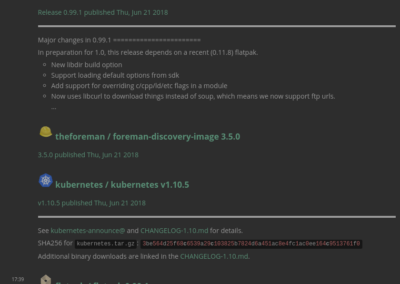 Release 0.99.1 published Thu, Jun 21 2018
Major changes in 0.99.1 ========================
In preparation for 1.0, this release depends on a recent (0.11.8) flatpak.
New libdir build option
Support loading default options from sdk
Add support for overriding c/cpp/ld/etc flags in a module
Now uses libcurl to download things instead of soup, which means we now support ftp urls.
...
theforeman / foreman-discovery-image 3.5.0
3.5.0 published Thu, Jun 21 2018
kubernetes / kubernetes v1.10.5
v1.10.5 published Thu, Jun 21 2018
See kubernetes-announce@ and CHANGELOG-1.10.md for details.
SHA256 for kubernetes.tar.gz :
Additional binary downloads are linked in the CHANGELOG-1.10.md.
17:59